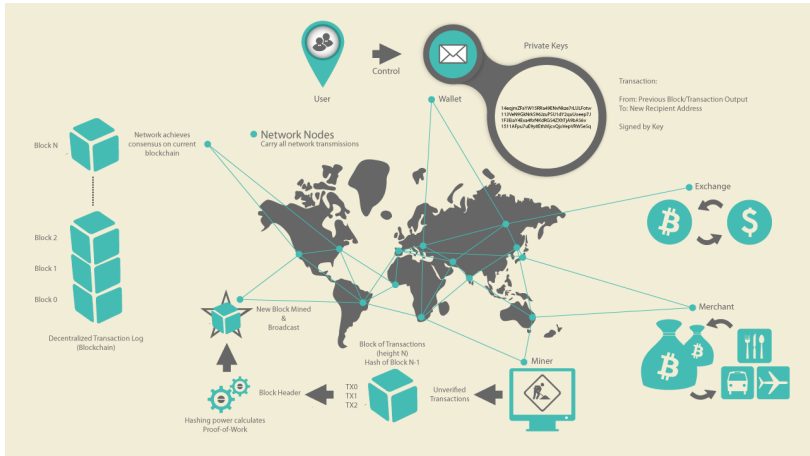 Private Keys
Control
User
Wallet
Transaction:
From: Previous Block/Transaction Output
To: New Recipient Address
Signed by Key
Network Nodes
Carry all network transmissions
Network achieves
consensus on current
blockchain
Block N
Block 2
Block 1
Block 0
Decentralized Transaction Log
(Blockchain)
Exchange
Merchant
New Block Mined
&
Broadcast
Block of Transactions
(height N)
Hash of Block N-1
Miner
Block Header
TX0
TX1
TX2
Unverified
Transactions
Hashing power calculates
Proof-of-Work